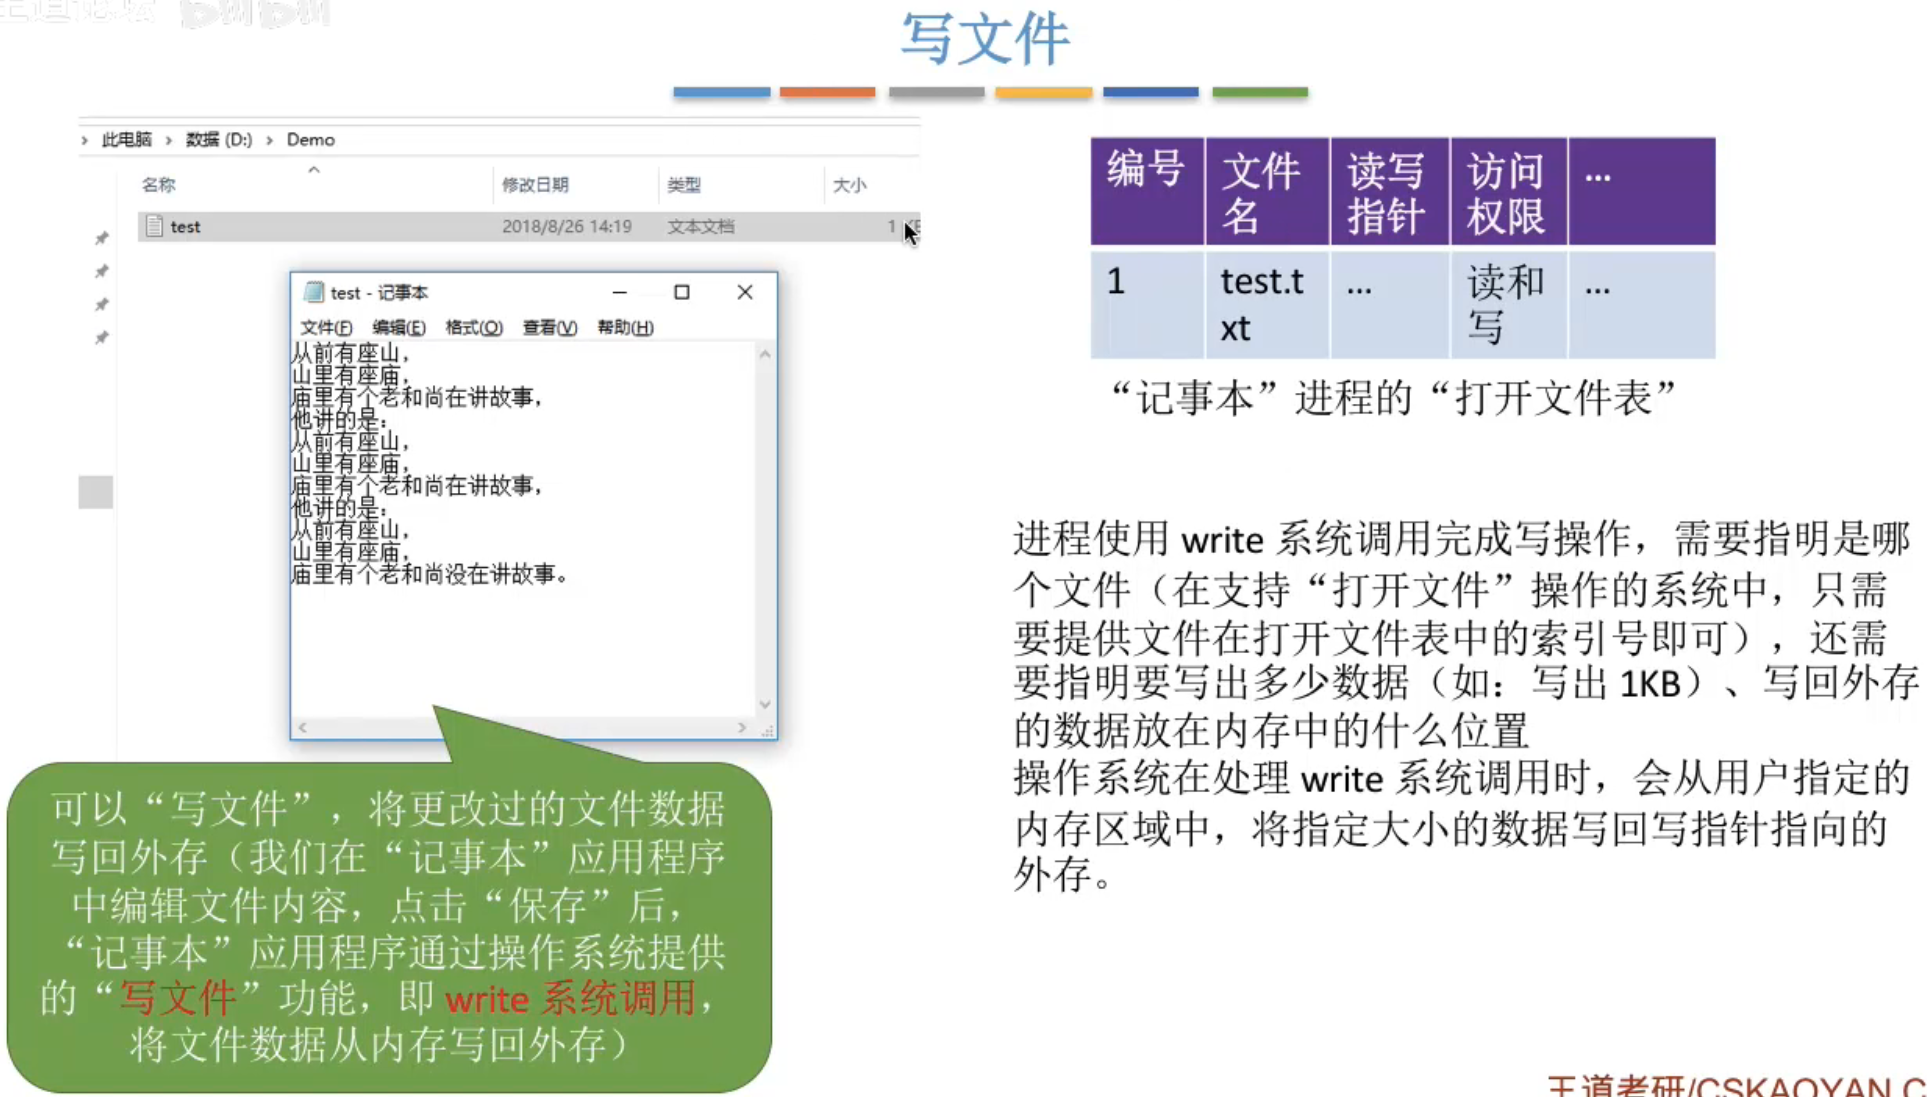 写文件
此电脑 › 数据 (D:) › Demo
名称 修改日期 类型 大小
test 2018/8/26 14:19 文本文档 1
test - 记事本
文件(F) 编辑(E) 格式(O) 查看(V) 帮助(H)
从前有座山，
山里有座庙，
庙里有个老和尚在讲故事，
他讲的是：
从前有座山，
山里有座庙，
庙里有个老和尚在讲故事，
他讲的是：
从前有座山，
山里有座庙，
庙里有个老和尚没在讲故事。
可以“写文件”，将更改过的文件数据
写回外存（我们在“记事本”应用程序
中编辑文件内容，点击“保存”后，
“记事本”应用程序通过操作系统提供
的“写文件”功能，即 write 系统调用，
将文件数据从内存写回外存）
编号 文件名 读写指针 访问权限 ...
1 test.txt ... 读和写 ...
“记事本”进程的“打开文件表”
进程使用 write 系统调用完成写操作，需要指明是哪
个文件（在支持“打开文件”操作的系统中，只需
要提供文件在打开文件表中的索引号即可），还需
要指明要写出多少数据（如：写出 1KB）、写回外存
的数据放在内存中的什么位置
操作系统在处理 write 系统调用时，会从用户指定的
内存区域中，将指定大小的数据写回写指针指向的
外存。
王道考研/CSKAOYAN.C